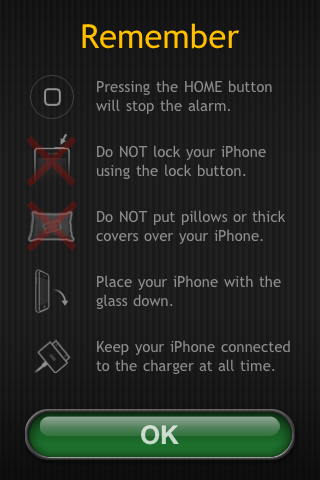 Remember
Pressing the HOME button
will stop the alarm.
Do NOT lock your iPhone
using the lock button.
Do NOT put pillows or thick
covers over your iPhone.
Place your iPhone with the
glass down.
Keep your iPhone connected
to the charger at all time.
OK